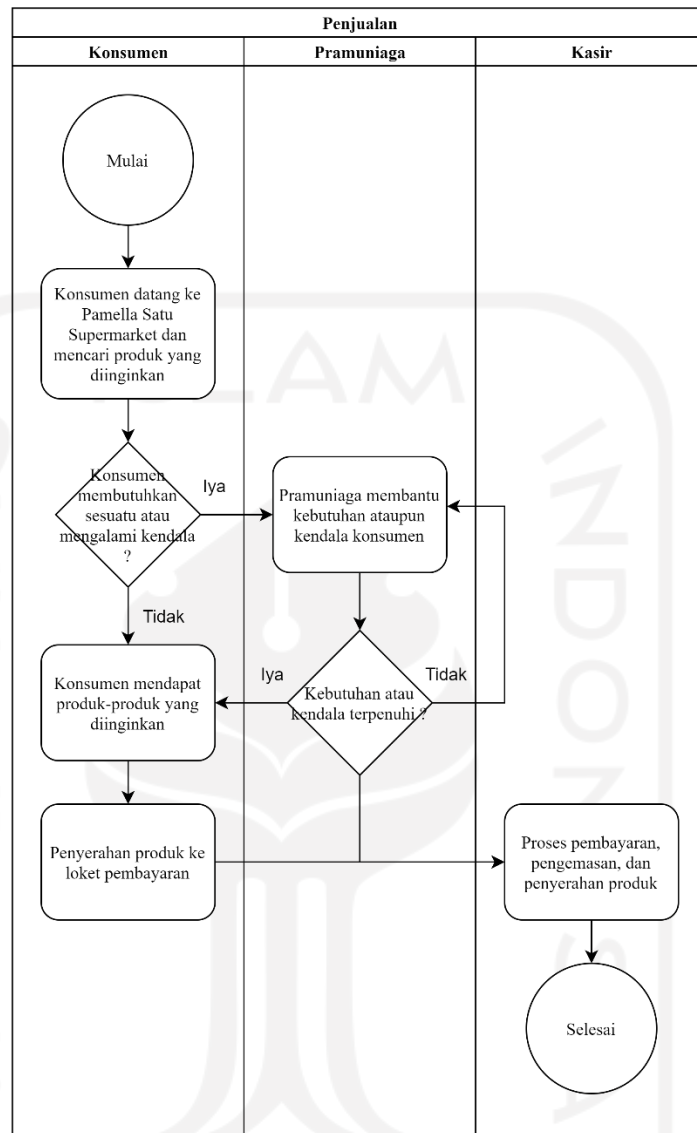 Penjualan
Konsumen
Pramuniaga
Kasir
Mulai
Konsumen datang ke
Pamella Satu
Supermarket dan
mencari produk yang
diinginkan
Konsumen
membutuhkan
sesuatu atau
mengalami kendala
?
Iya
Pramuniaga membantu
kebutuhan ataupun
kendala konsumen
Tidak
Kebutuhan atau
kendala terpenuhi ?
Iya
Tidak
Konsumen mendapat
produk-produk yang
diinginkan
Penyerahan produk ke
loket pembayaran
Proses pembayaran,
pengemasan, dan
penyerahan produk
Selesai